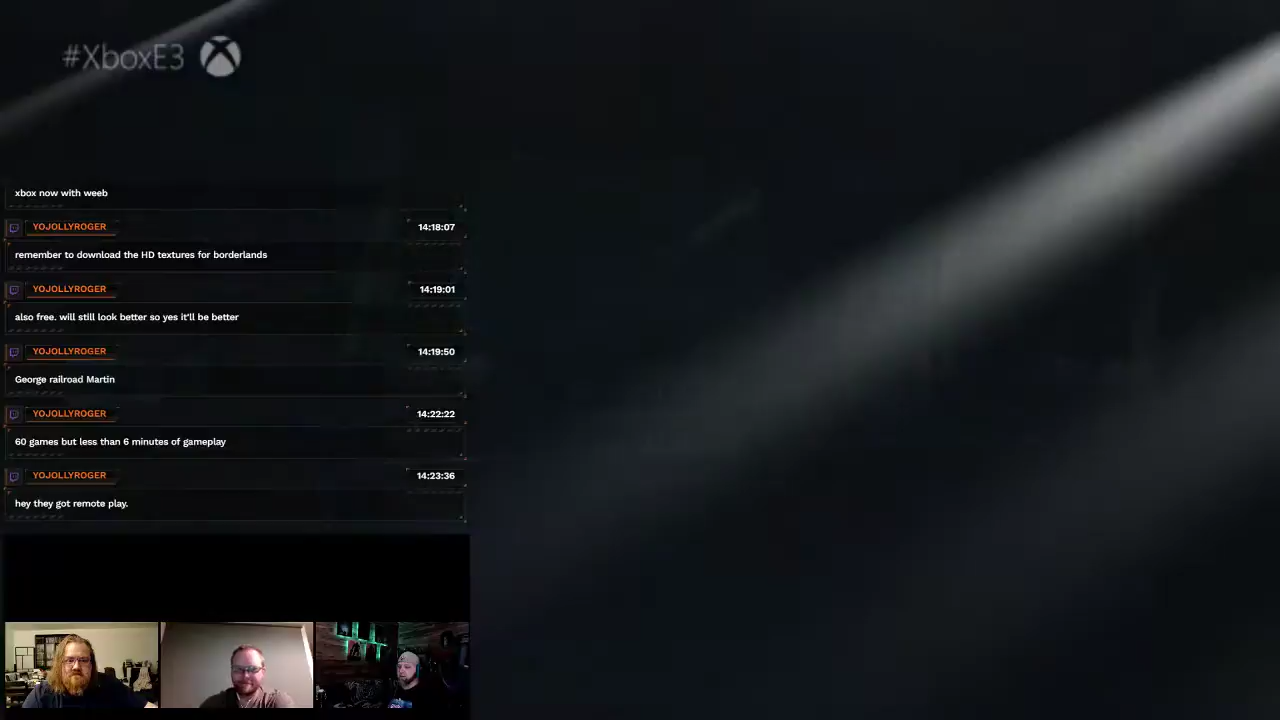 #XboxE3
xbox now with weeb
YOJOLLYROGER 14:18:07
remember to download the HD textures for borderlands
YOJOLLYROGER 14:19:01
also free. will still look better so yes it'll be better
YOJOLLYROGER 14:19:50
George railroad Martin
YOJOLLYROGER 14:22:22
60 games but less than 6 minutes of gameplay
YOJOLLYROGER 14:23:36
hey they got remote play.